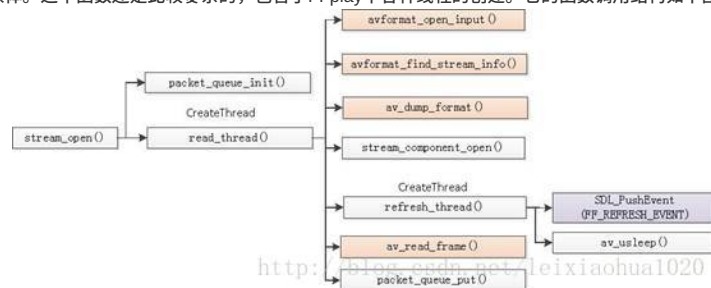 avformat_open_input()
avformat_find_stream_info()
packet_queue_init()
CreateThread
av_dump_format()
stream_open()
read_thread()
stream_component_open()
CreateThread
refresh_thread()
SDL_PushEvent
(FF_REFRESH_EVENT)
av_read_frame()
av_usleep()
http://blog.csdn.net/leixiaohua1020
packet_queue_put()